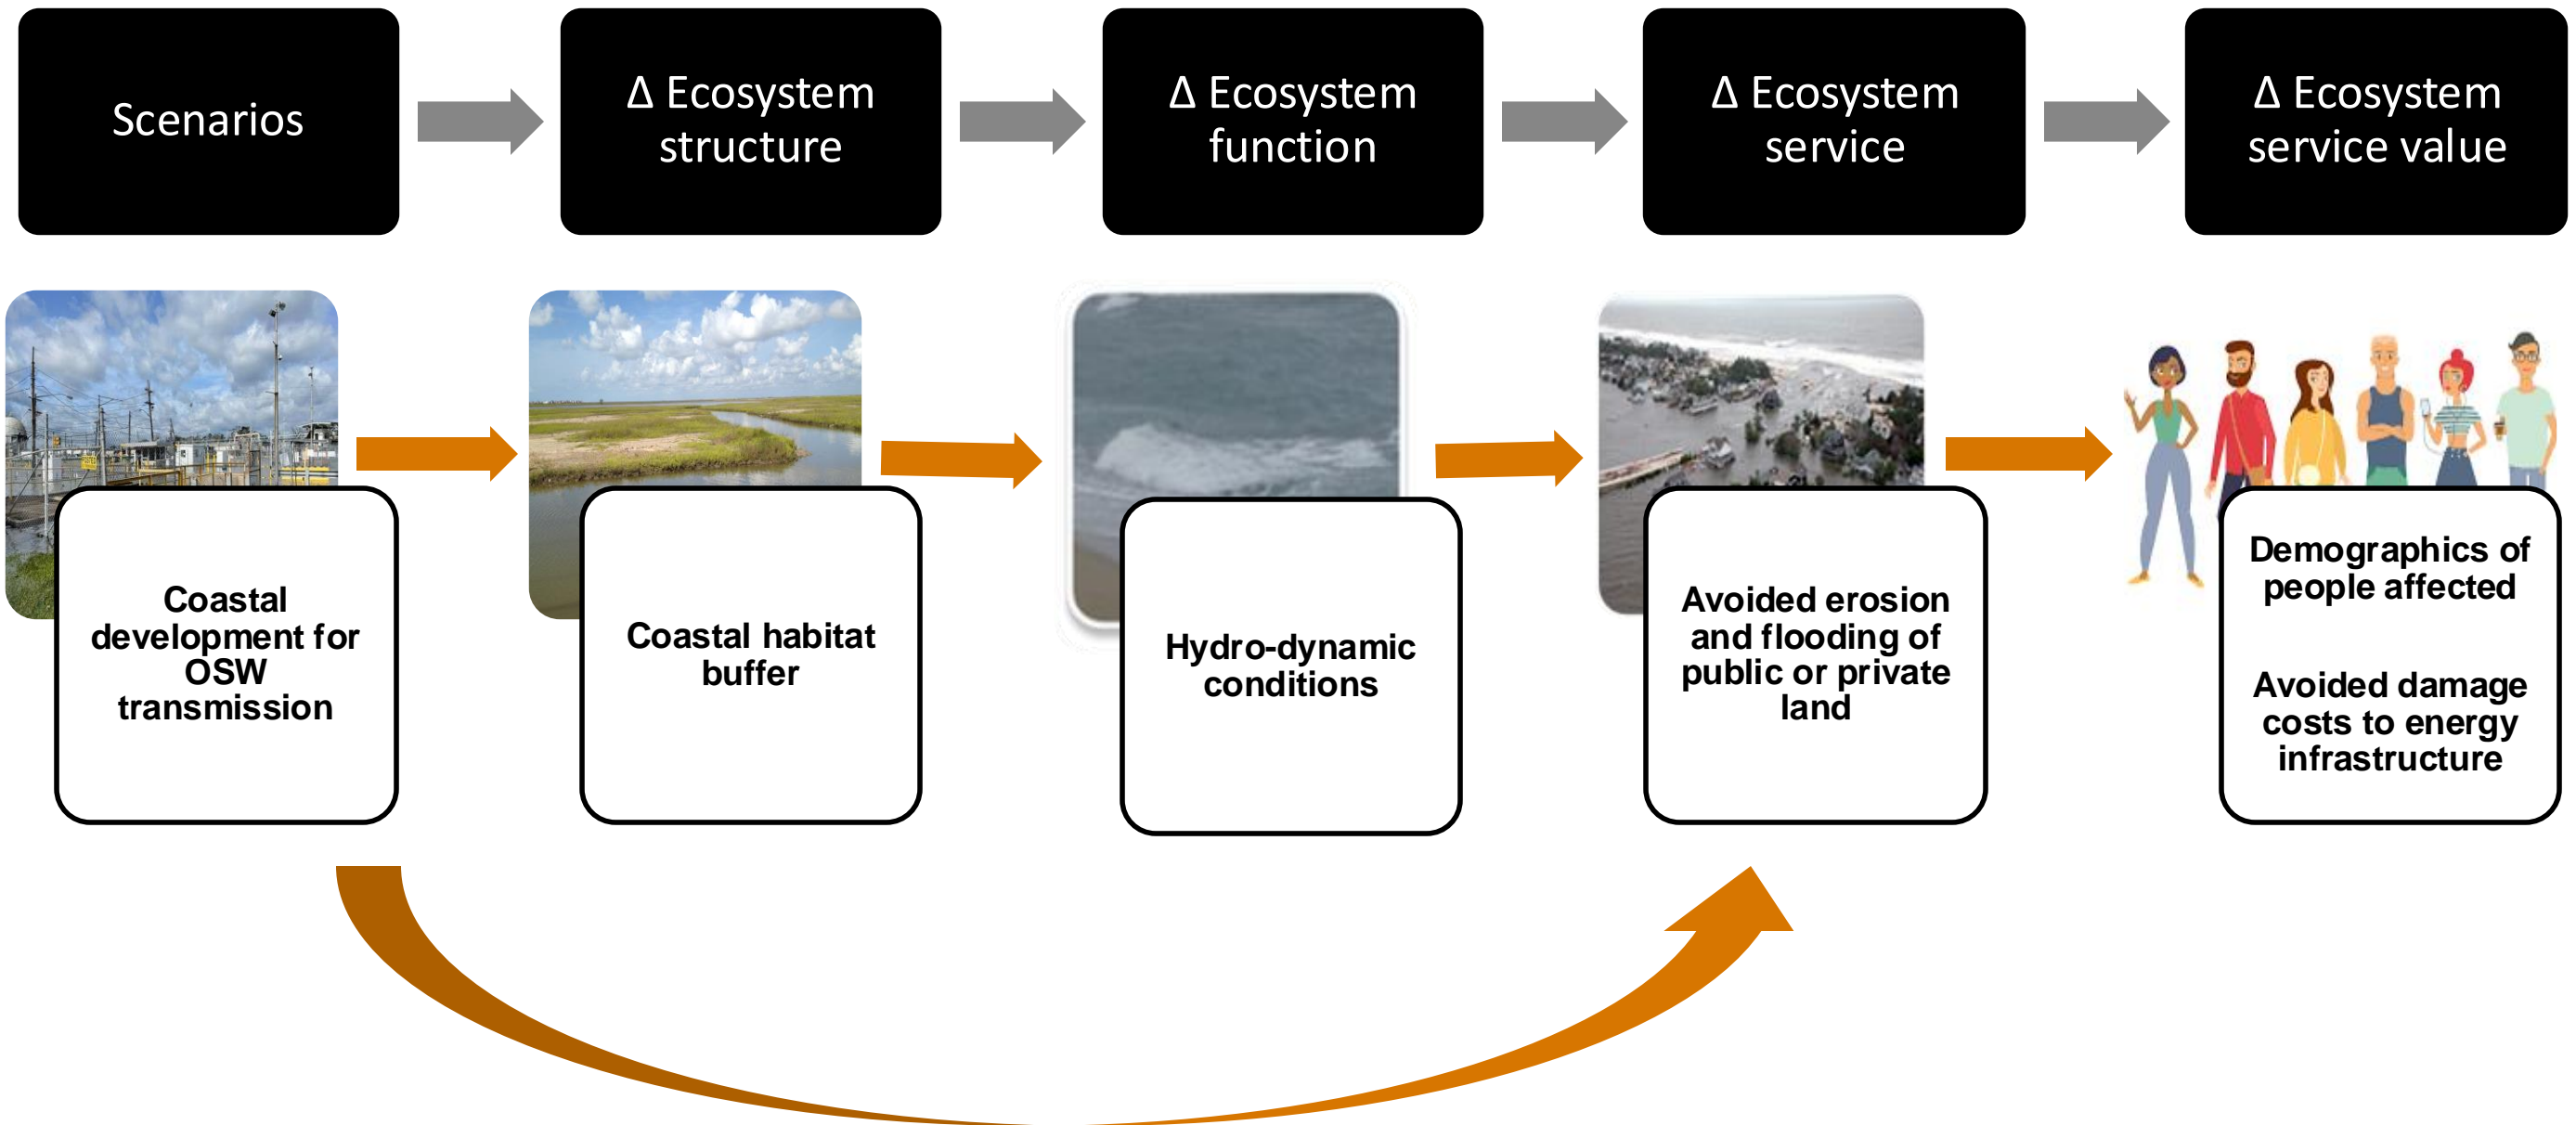 Scenarios
Δ Ecosystem
structure
Δ Ecosystem
function
Δ Ecosystem
service
Δ Ecosystem
service value
Coastal
development for
OSW
transmission
Coastal habitat
buffer
Hydro-dynamic
conditions
Avoided erosion
and flooding of
public or private
land
Demographics of
people affected
Avoided damage
costs to energy
infrastructure